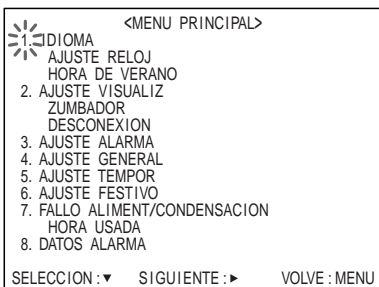 <MENU PRINCIPAL>
1. IDIOMA
AJUSTE RELOJ
HORA DE VERANO
2. AJUSTE VISUALIZ
ZUMBADOR
DESCONEXION
3. AJUSTE ALARMA
4. AJUSTE GENERAL
5. AJUSTE TEMPOR
6. AJUSTE FESTIVO
7. FALLO ALIMENT/CONDENSACION
HORA USADA
8. DATOS ALARMA
SELECCION :▼ SIGUIENTE :► VOLVE : MENU